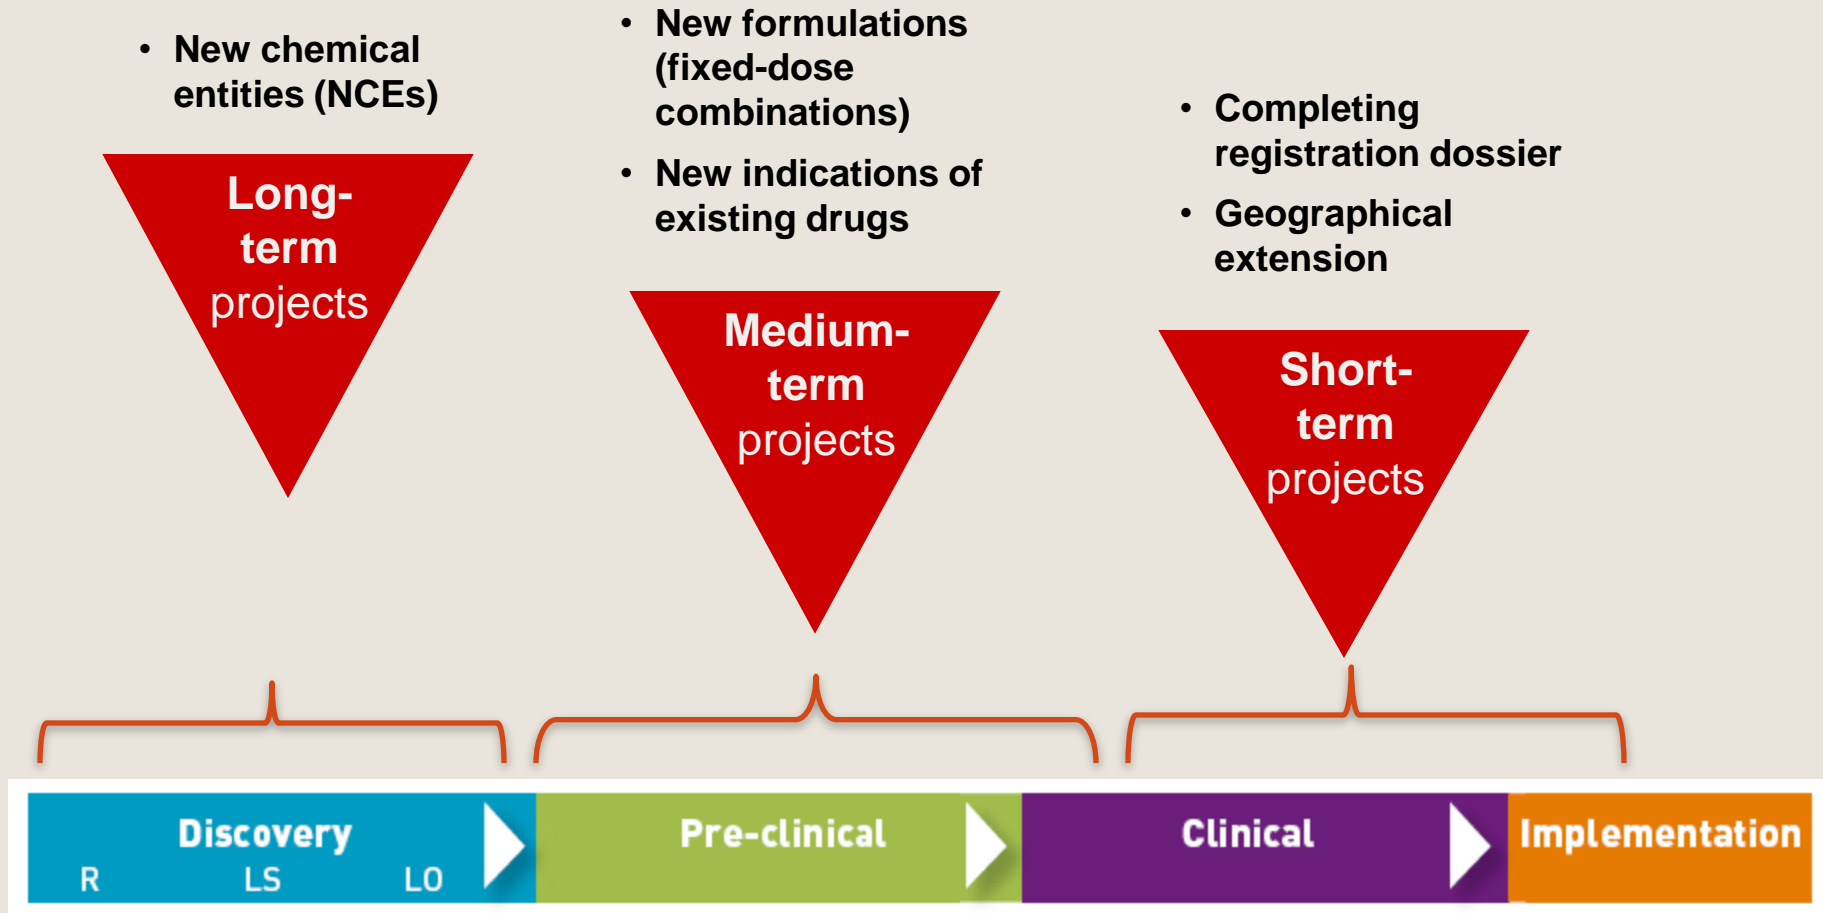 • New chemical
entities (NCEs)
Long-
term
projects
• New formulations
(fixed-dose
combinations)
• New indications of
existing drugs
Medium-
term
projects
• Completing
registration dossier
• Geographical
extension
Short-
term
projects
Discovery
R LS LO
Pre-clinical
Clinical
Implementation